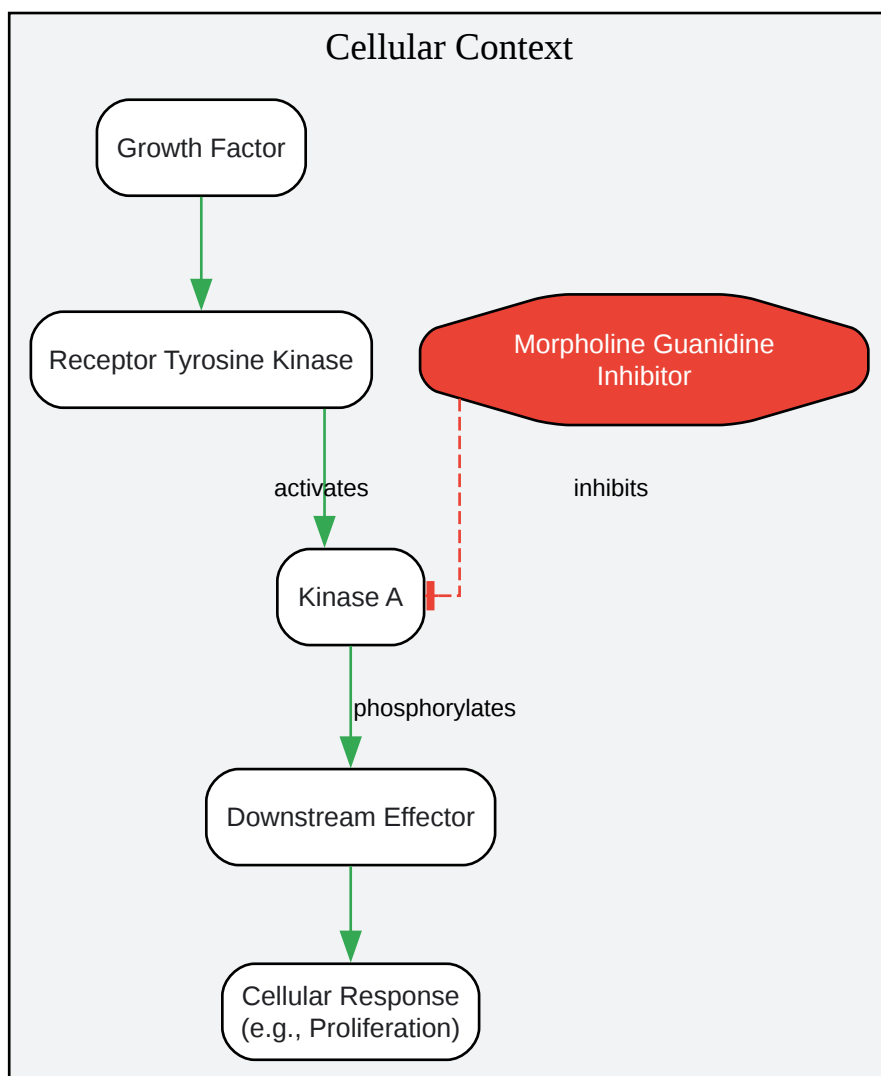 Cellular Context
Growth Factor
Receptor Tyrosine Kinase
Morpholine Guanidine
Inhibitor
activates
inhibits
Kinase A
phosphorylates
Downstream Effector
Cellular Response
(e.g., Proliferation)